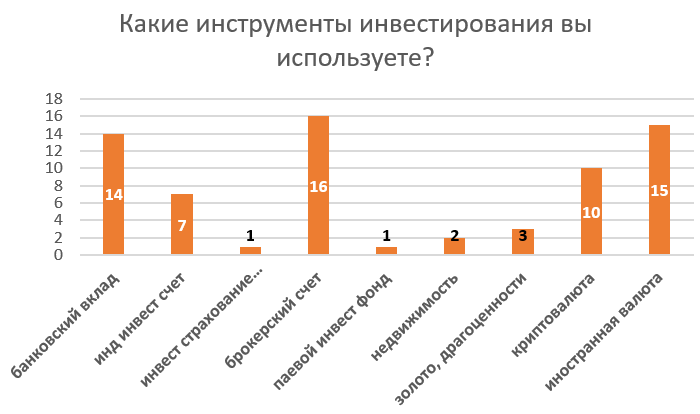 Какие инструменты инвестирования вы
используете?
18
16
14
12
10
8
6
4
2
0
14
7
1
16
1
2
3
10
15
банковский вклад
инд инвест счет
инвест страхование...
брокерский счет
паевой инвест фонд
недвижимость
золото, драгоценности
криптовалюта
иностранная валюта